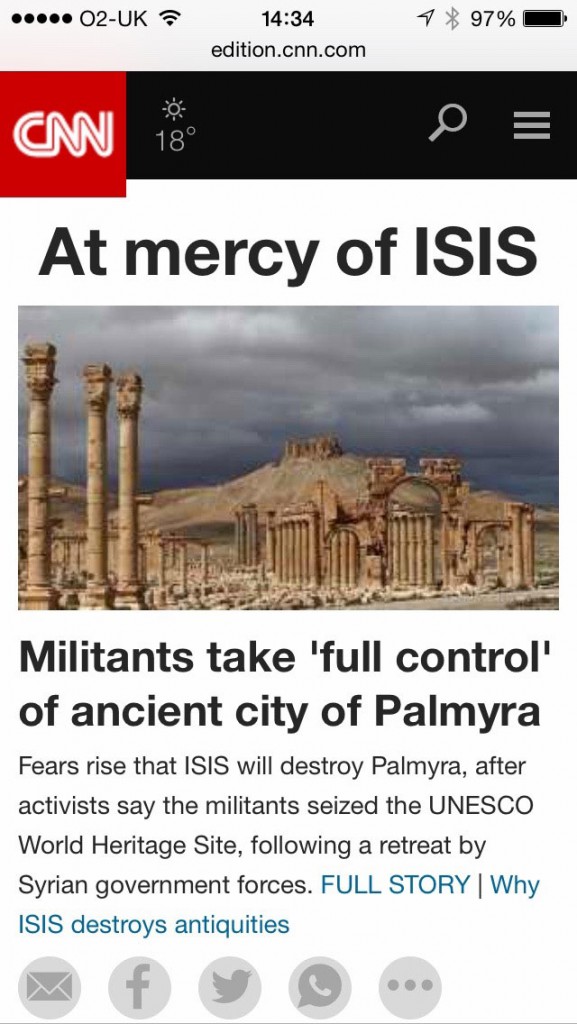 O2-UK 14:34 97%
edition.cnn.com
CNN 18°
At mercy of ISIS
Militants take 'full control'
of ancient city of Palmyra
Fears rise that ISIS will destroy Palmyra, after
activists say the militants seized the UNESCO
World Heritage Site, following a retreat by
Syrian government forces. FULL STORY | Why
ISIS destroys antiquities